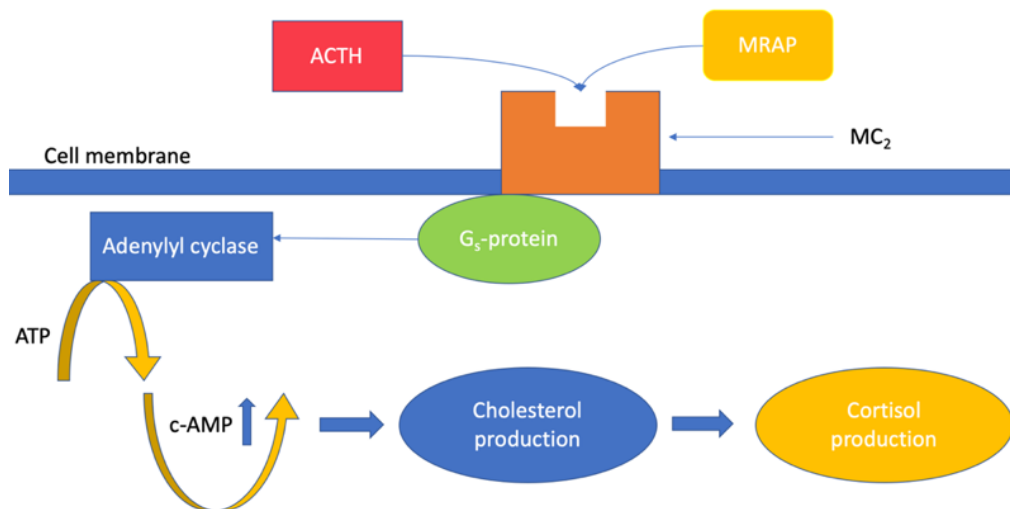 ACTH
MRAP
MC₂
Cell membrane
Adenylyl cyclase
Gₛ-protein
ATP
c-AMP
Cholesterol
production
Cortisol
production